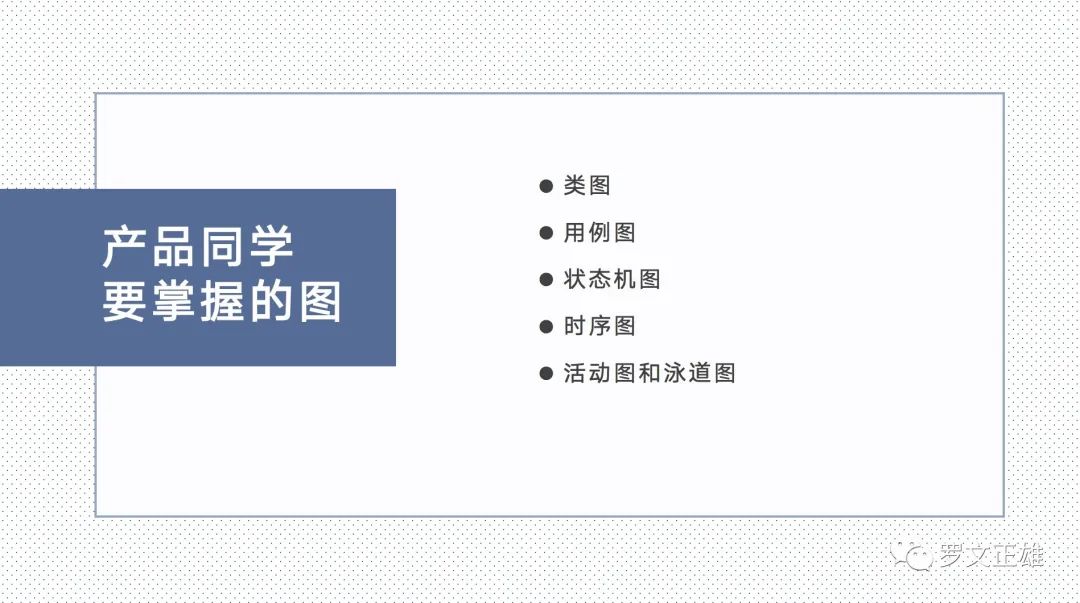 产品同学
要掌握的图
● 类图
● 用例图
● 状态机图
● 时序图
● 活动图和泳道图
罗文正雄